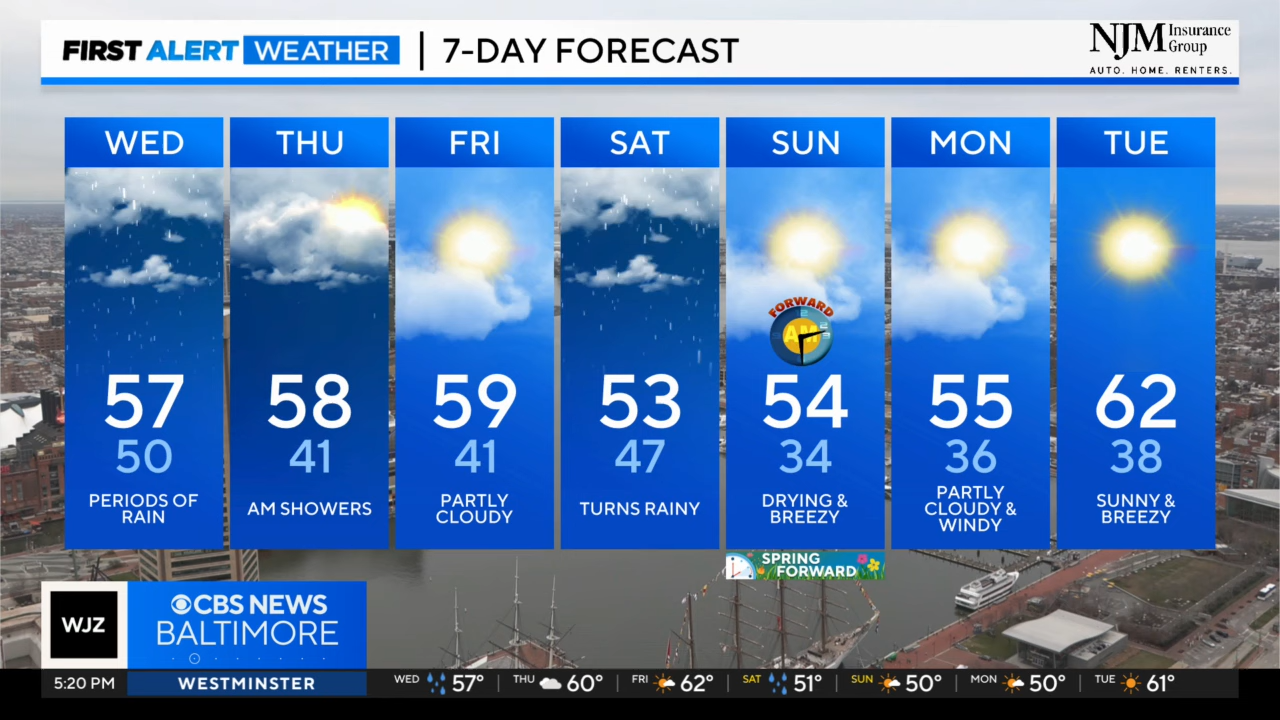 FIRST ALERT WEATHER | 7-DAY FORECAST
NJM Insurance Group
AUTO. HOME. RENTERS.
WED
57
50
PERIODS OF
RAIN
THU
58
41
AM SHOWERS
FRI
59
41
PARTLY
CLOUDY
SAT
53
47
TURNS RAINY
SUN
FORWARD
AM
54
34
DRYING &
BREEZY
SPRING
FORWARD
MON
55
36
PARTLY
CLOUDY &
WINDY
TUE
62
38
SUNNY &
BREEZY
WJZ
CBS NEWS
BALTIMORE
5:20 PM
WESTMINSTER
WED 57° THU 60° FRI 62° SAT 51° SUN 50° MON 50° TUE 61°